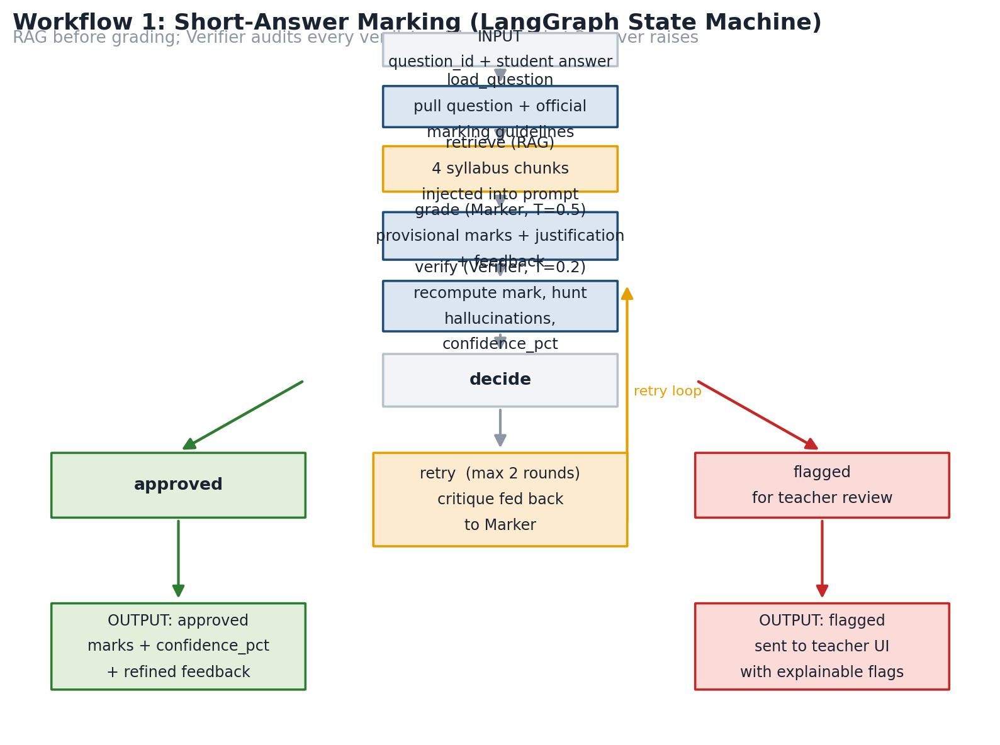 Workflow 1: Short-Answer Marking (LangGraph State Machine)
RAG before grading; Verifier audits every ver raises
INPUT
question_id + student answer
load_question
pull question + official
marking guidelines
retrieve (RAG)
4 syllabus chunks
injected into prompt
grade (Marker, T=0.5)
provisional marks + justification
+ feedback
verify (Verifier, T=0.2)
recompute mark, hunt
hallucinations,
confidence_pct
decide
retry loop
approved
retry (max 2 rounds)
critique fed back
to Marker
flagged
for teacher review
OUTPUT: approved
marks + confidence_pct
+ refined feedback
OUTPUT: flagged
sent to teacher UI
with explainable flags